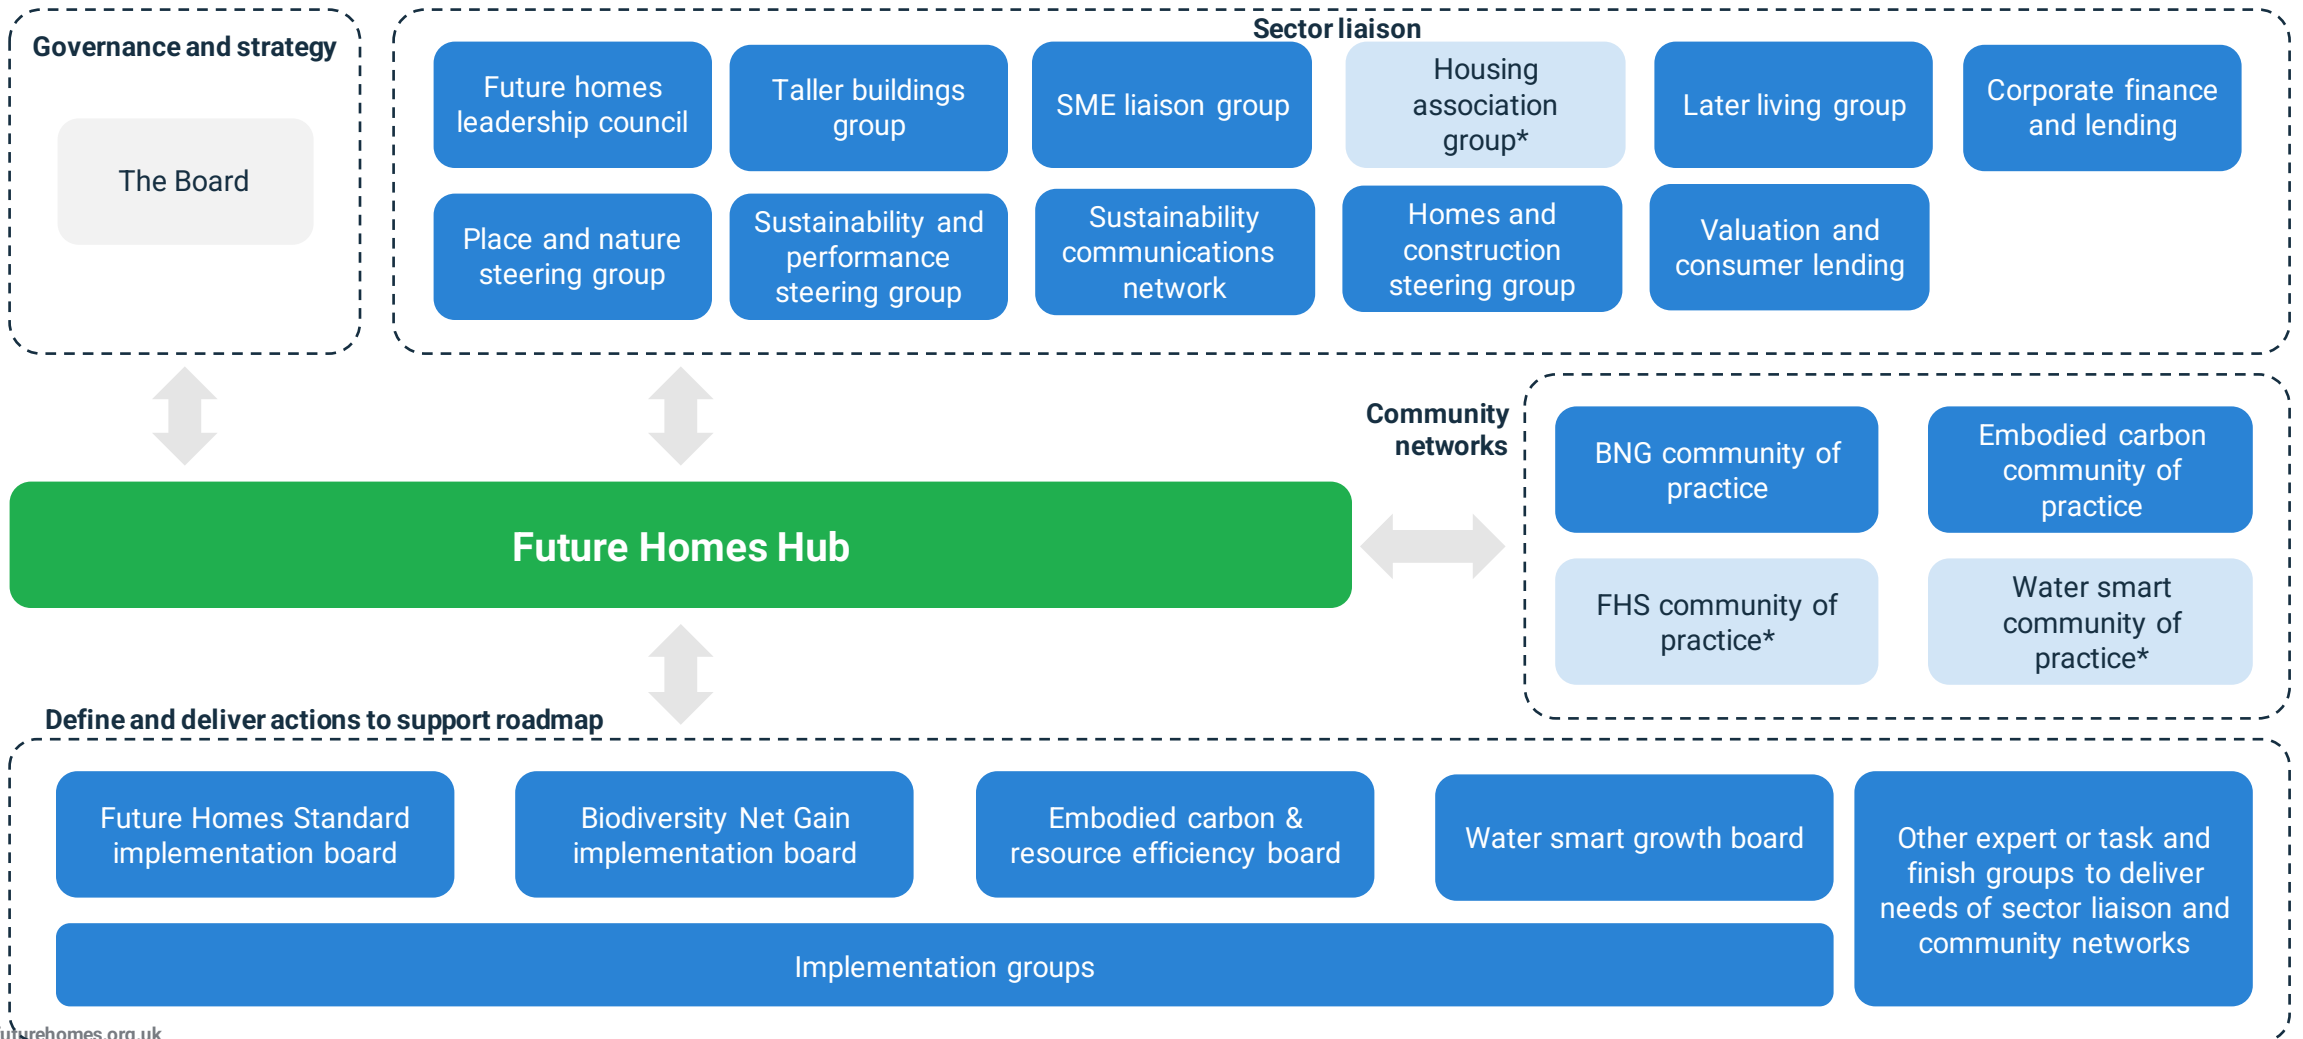 Governance and strategy
The Board
Sector liaison
Future homes
leadership council
Taller buildings
group
SME liaison group
Housing
association
group*
Later living group
Corporate finance
and lending
Place and nature
steering group
Sustainability and
performance
steering group
Sustainability
communications
network
Homes and
construction
steering group
Valuation and
consumer lending
Future Homes Hub
Community
networks
BNG community of
practice
Embodied carbon
community of
practice
FHS community of
practice*
Water smart
community of
practice*
Define and deliver actions to support roadmap
Future Homes Standard
implementation board
Biodiversity Net Gain
implementation board
Embodied carbon &
resource efficiency board
Water smart growth board
Other expert or task and
finish groups to deliver
needs of sector liaison and
community networks
Implementation groups
futurehomes.org.uk